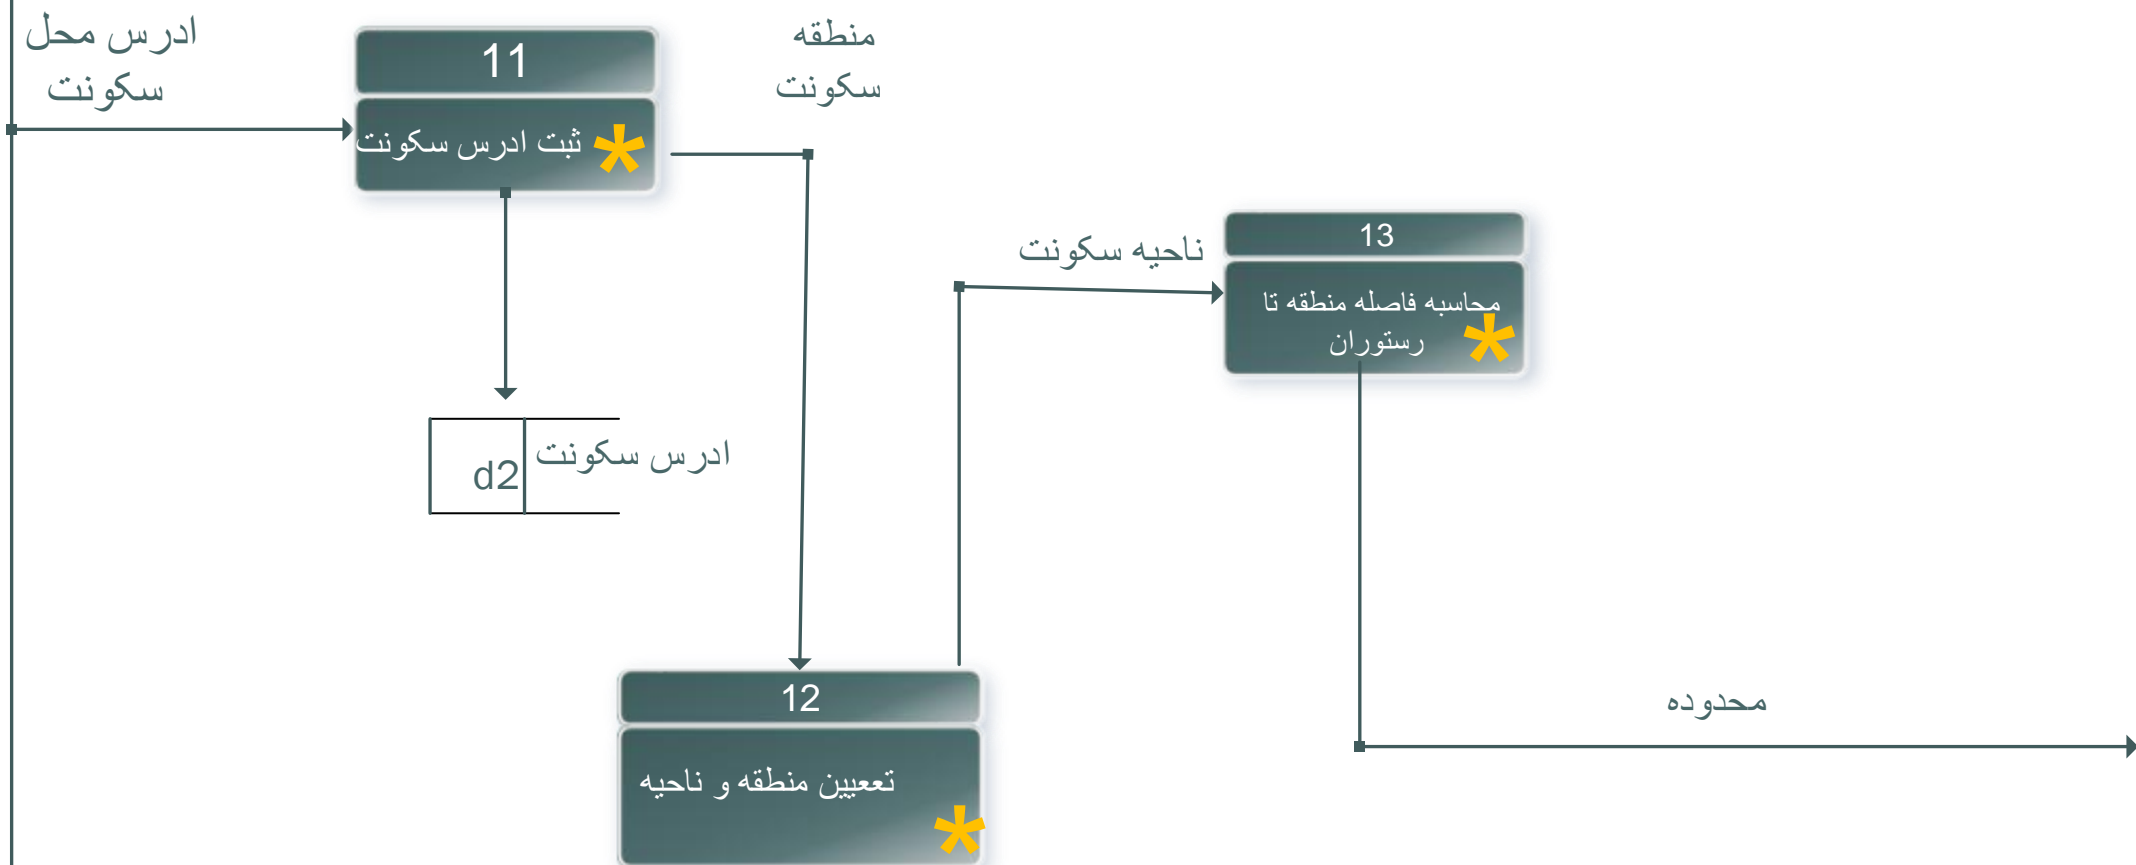 ادرس محل
سکونت
11
ثبت ادرس سکونت
*
منطقه
سکونت
d2
ادرس سکونت
12
تععیین منطقه و ناحیه
*
ناحیه سکونت
13
محاسبه فاصله منطقه تا
رستوران
*
محدوده